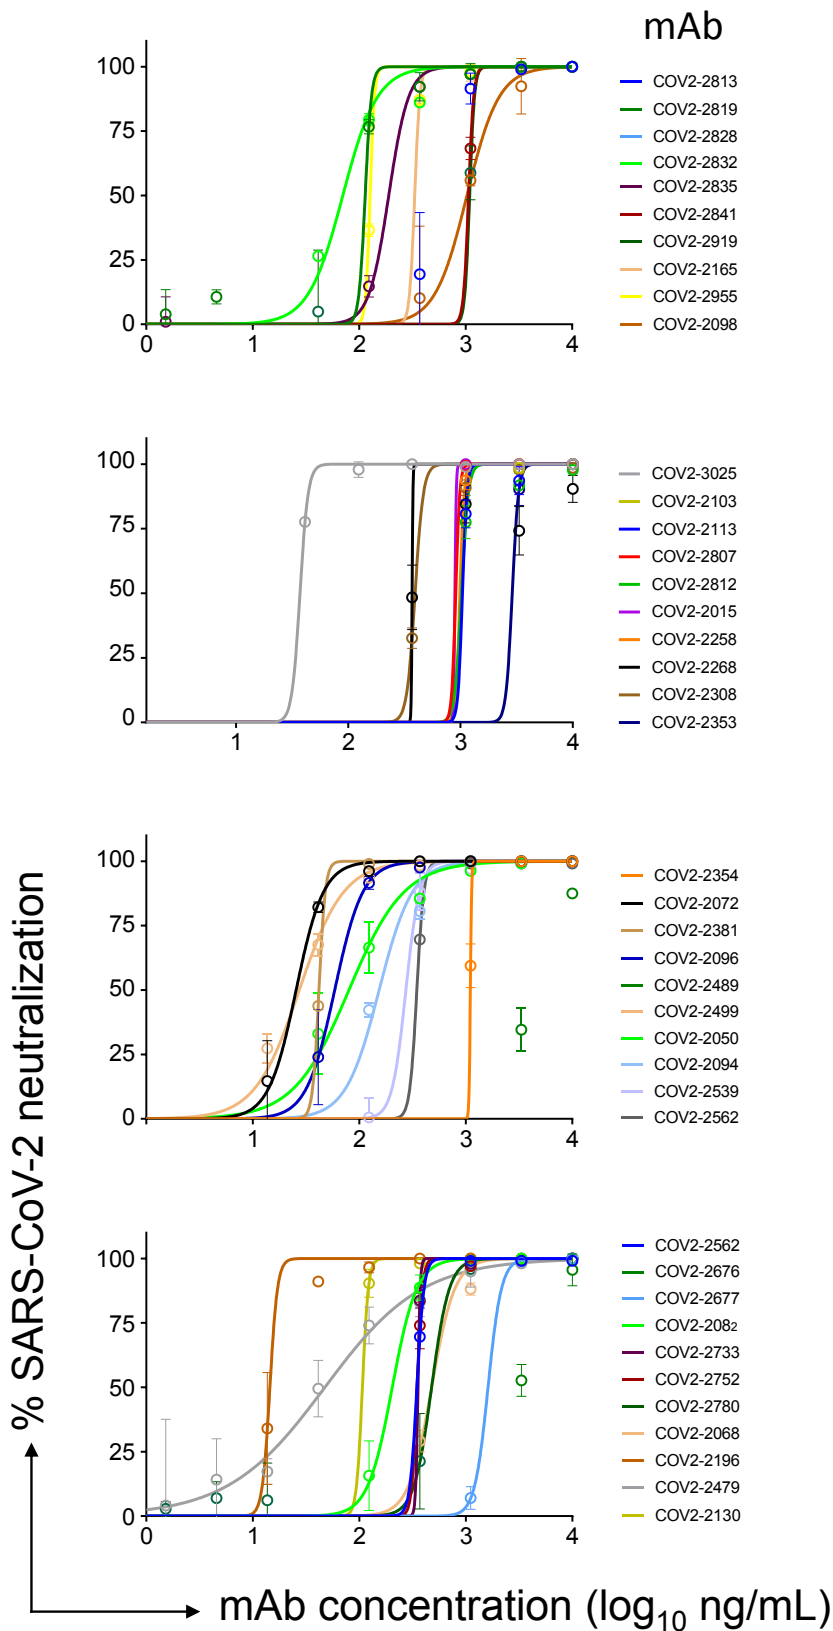 mAb
100
75
50
25
0
0 1 2 3 4
COV2-2813
COV2-2819
COV2-2828
COV2-2832
COV2-2835
COV2-2841
COV2-2919
COV2-2165
COV2-2955
COV2-2098
100
75
50
25
0
1 2 3 4
COV2-3025
COV2-2103
COV2-2113
COV2-2807
COV2-2812
COV2-2015
COV2-2258
COV2-2268
COV2-2308
COV2-2353
100
75
50
25
0
0 1 2 3 4
COV2-2354
COV2-2072
COV2-2381
COV2-2096
COV2-2489
COV2-2499
COV2-2050
COV2-2094
COV2-2539
COV2-2562
100
75
50
25
0
0 1 2 3 4
COV2-2562
COV2-2676
COV2-2677
COV2-2082
COV2-2733
COV2-2752
COV2-2780
COV2-2068
COV2-2196
COV2-2479
COV2-2130
% SARS-CoV-2 neutralization
mAb concentration (log₁₀ ng/mL)